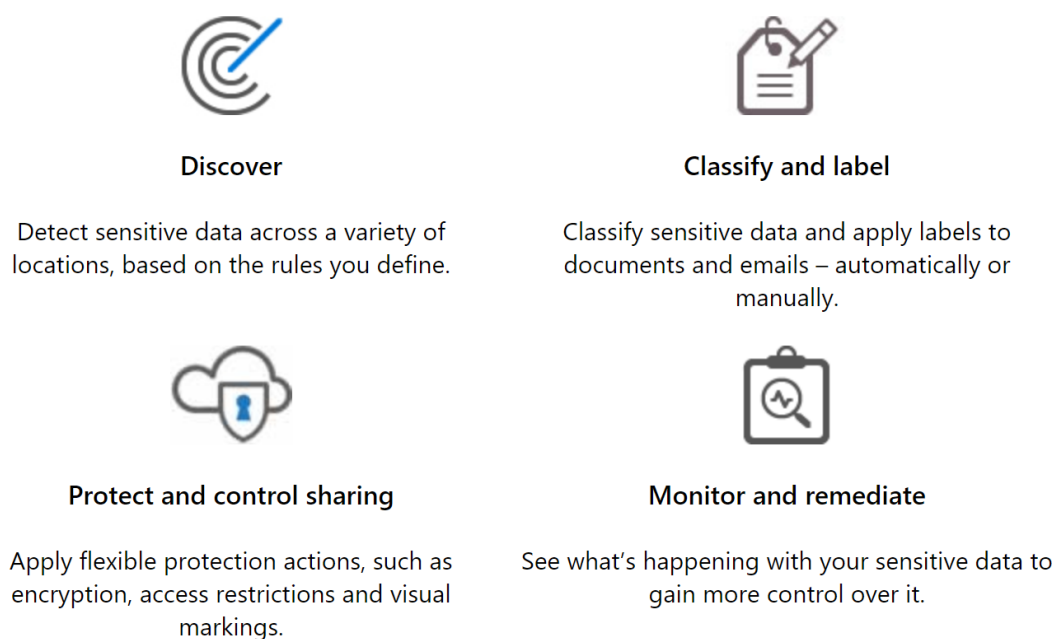 Discover
Detect sensitive data across a variety of
locations, based on the rules you define.
Classify and label
Classify sensitive data and apply labels to
documents and emails – automatically or
manually.
Protect and control sharing
Apply flexible protection actions, such as
encryption, access restrictions and visual
markings.
Monitor and remediate
See what’s happening with your sensitive data to
gain more control over it.